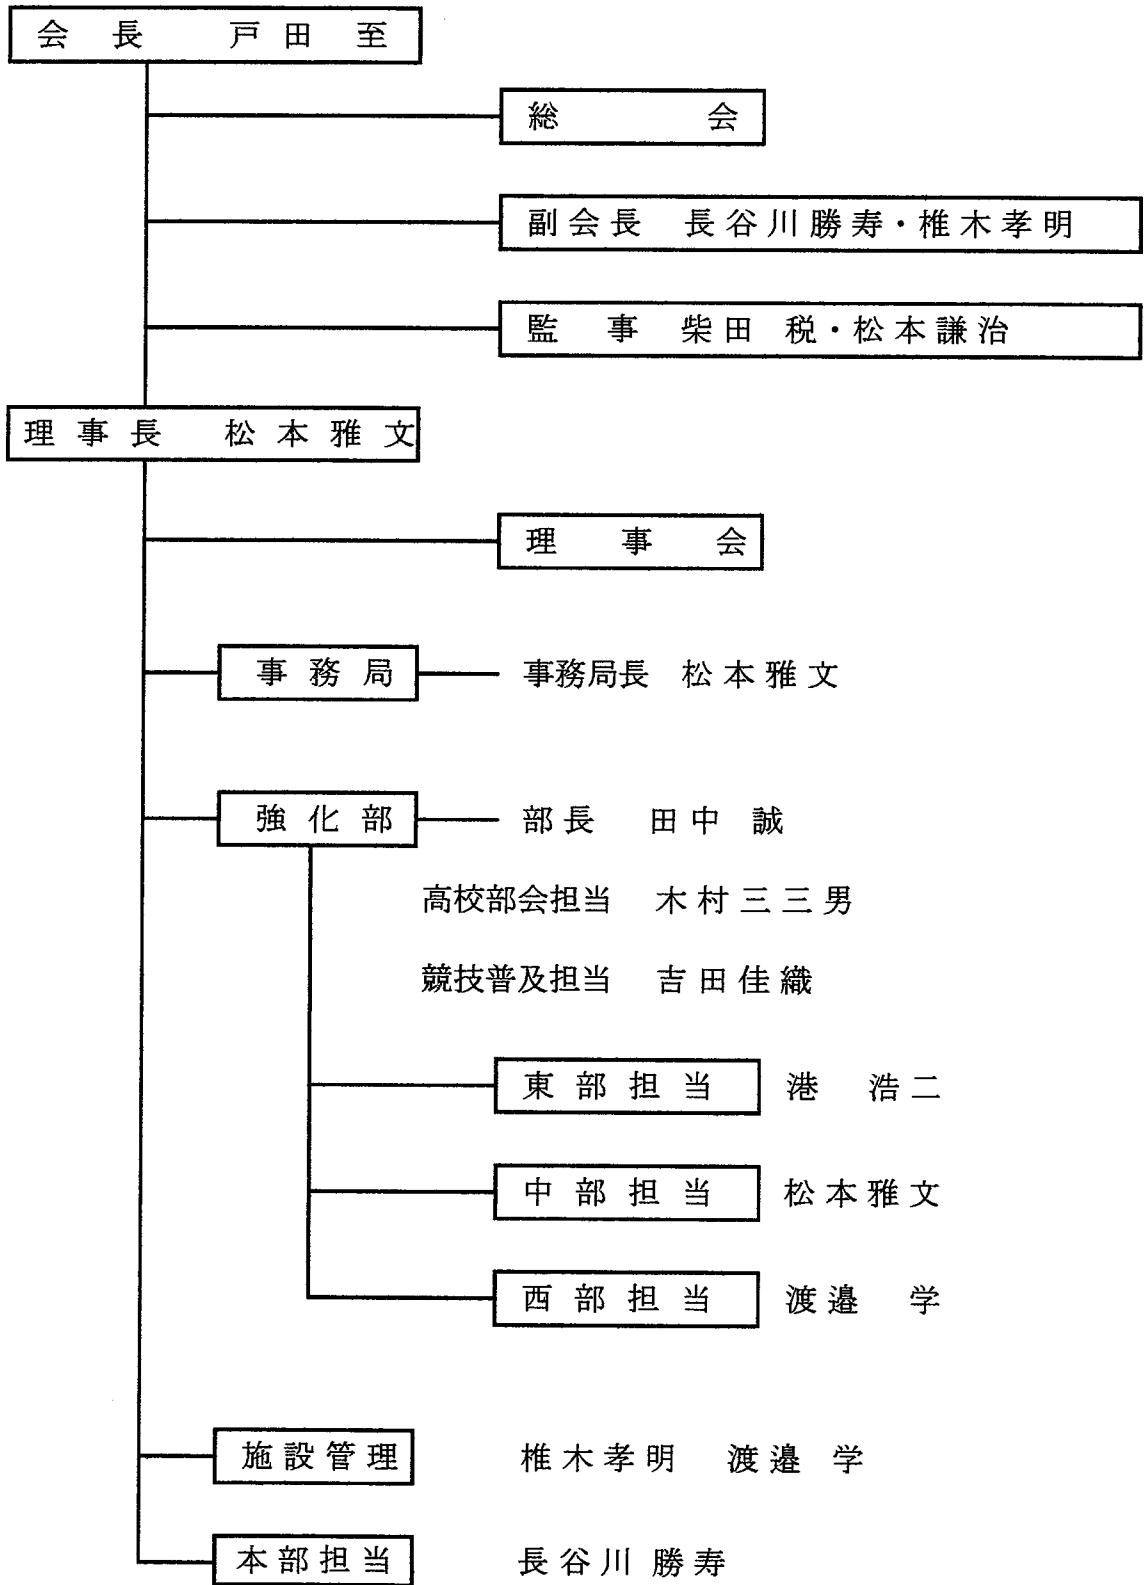 会長 戸田 至
総会
副会長 長谷川勝寿・椎木孝明
監事 柴田 税・松本謙治
理事長 松本雅文
理事会
事務局 事務局長 松本雅文
強化部 部長 田中 誠
高校部会担当 木村三三男
競技普及担当 吉田佳織
東部担当 港 浩二
中部担当 松本雅文
西部担当 渡邉 学
施設管理 椎木孝明 渡邉 学
本部担当 長谷川 勝寿